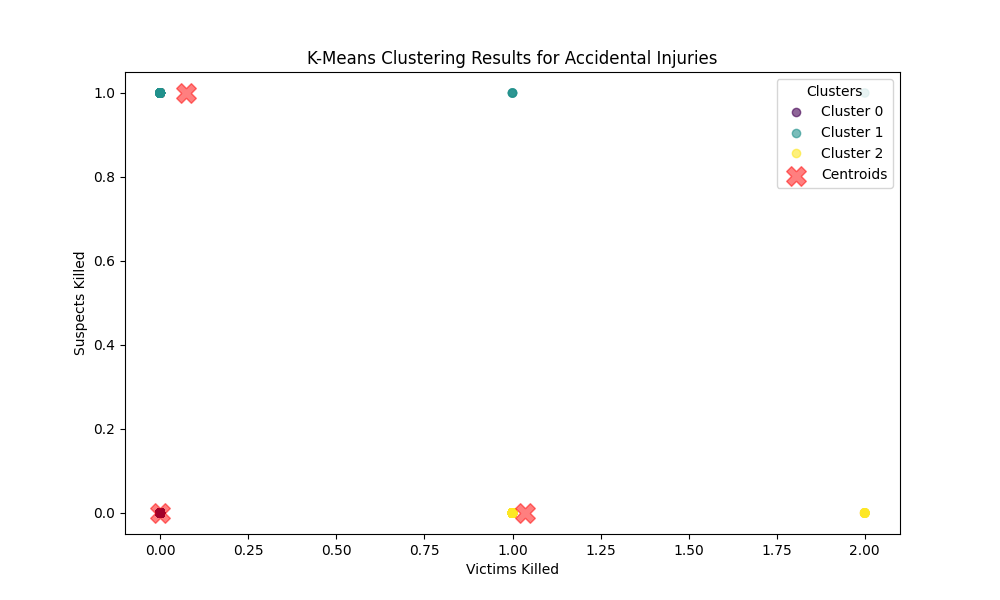 K-Means Clustering Results for Accidental Injuries
Clusters
Cluster 0
Cluster 1
Cluster 2
Centroids
Suspects Killed
1.0
0.8
0.6
0.4
0.2
0.0
0.00 0.25 0.50 0.75 1.00 1.25 1.50 1.75 2.00
Victims Killed